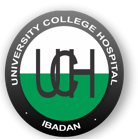 UNIVERSITY COLLEGE HOSPITAL
UCH
. IBADAN .